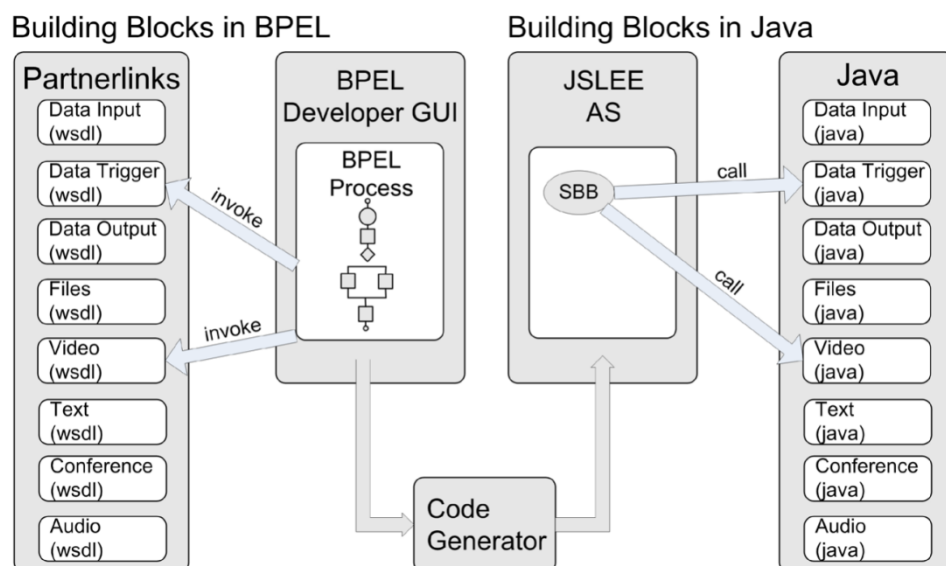 Building Blocks in BPEL
Building Blocks in Java
Partnerlinks
Data Input
(wsdl)
Data Trigger
(wsdl)
Data Output
(wsdl)
Files
(wsdl)
Video
(wsdl)
Text
(wsdl)
Conference
(wsdl)
Audio
(wsdl)
invoke
invoke
BPEL
Developer GUI
BPEL
Process
Code
Generator
JSLEE
AS
SBB
call
call
Java
Data Input
(java)
Data Trigger
(java)
Data Output
(java)
Files
(java)
Video
(java)
Text
(java)
Conference
(java)
Audio
(java)